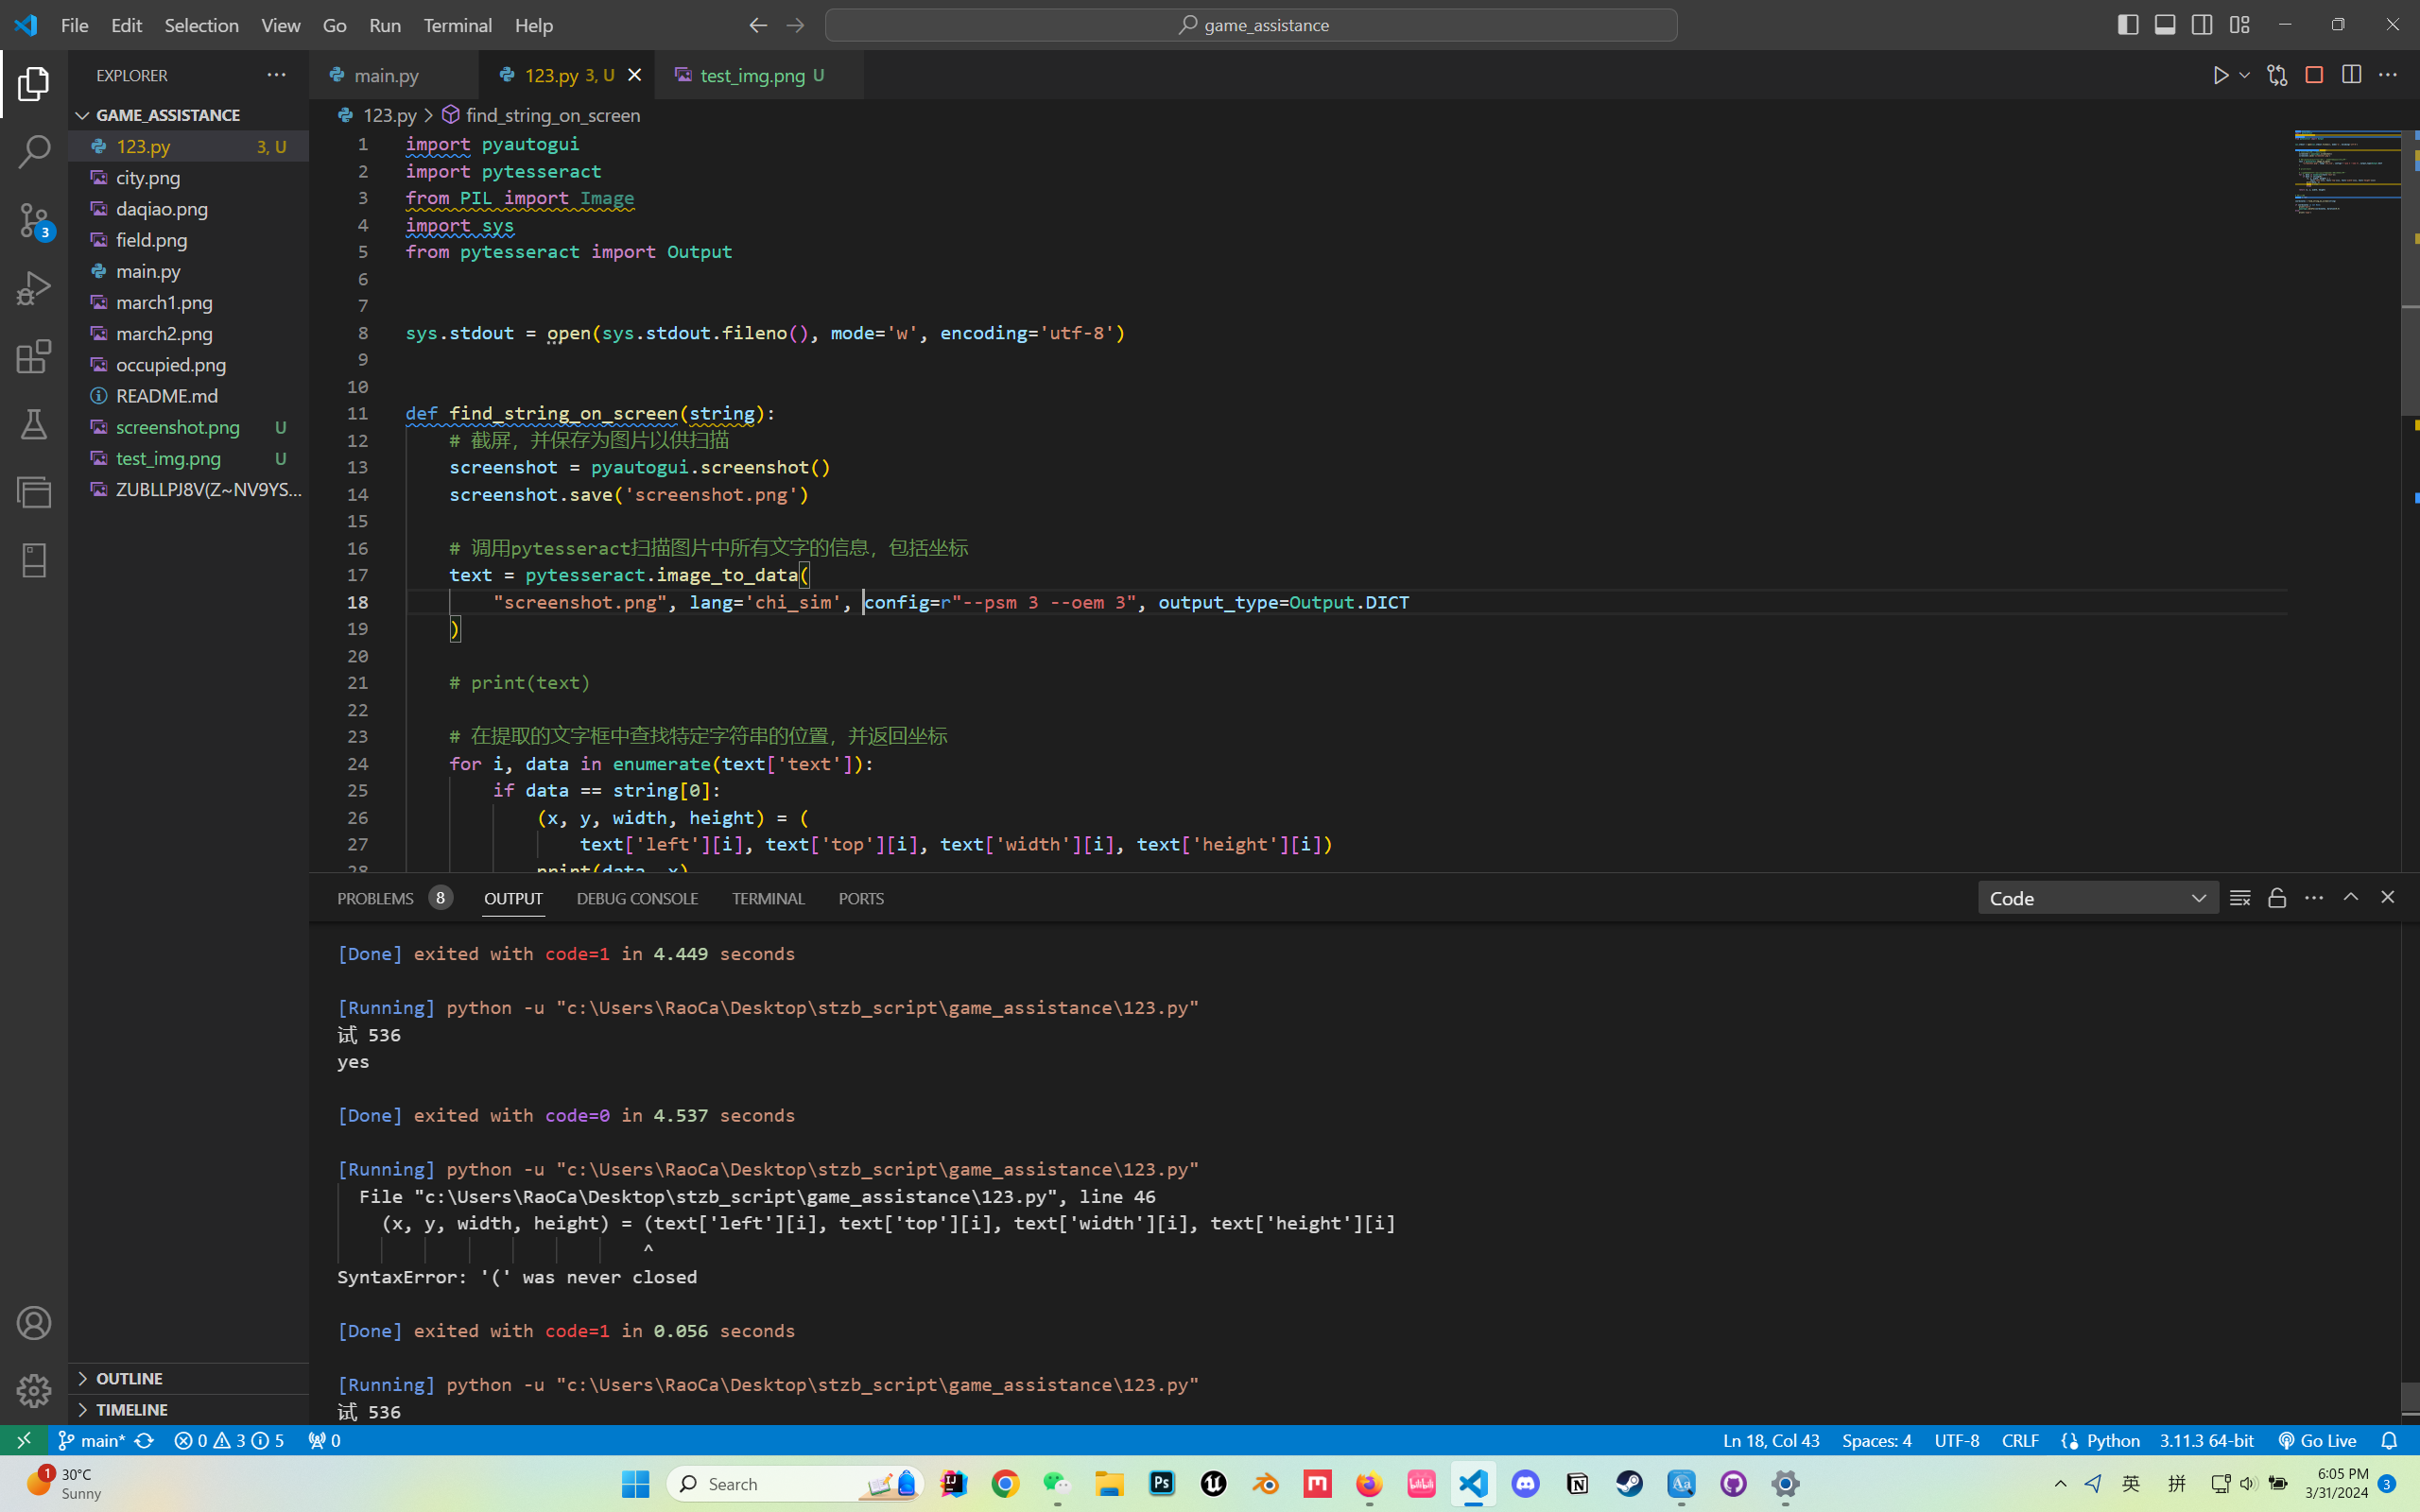 File Edit Selection View Go Run Terminal Help
game_assistance
EXPLORER
GAME_ASSISTANCE
123.py 3, U
city.png
daqiao.png
field.png
main.py
march1.png
march2.png
occupied.png
README.md
screenshot.png U
test_img.png U
ZUBLLPJ8V(Z~NV9YS...
OUTLINE
TIMELINE
main.py
123.py 3, U
test_img.png U
123.py > find_string_on_screen
1 import pyautogui
2 import pytesseract
3 from PIL import Image
4 import sys
5 from pytesseract import Output
6
7
8 sys.stdout = open(sys.stdout.fileno(), mode='w', encoding='utf-8')
9
10
11 def find_string_on_screen(string):
12 # 截屏，并保存为图片以供扫描
13 screenshot = pyautogui.screenshot()
14 screenshot.save('screenshot.png')
15
16 # 调用pytesseract扫描图片中所有文字的信息，包括坐标
17 text = pytesseract.image_to_data(
18 "screenshot.png", lang='chi_sim', config=r"--psm 3 --oem 3", output_type=Output.DICT
19 )
20
21 # print(text)
22
23 # 在提取的文字框中查找特定字符串的位置，并返回坐标
24 for i, data in enumerate(text['text']):
25 if data == string[0]:
26 (x, y, width, height) = (
27 text['left'][i], text['top'][i], text['width'][i], text['height'][i])
28 print(data, x)
PROBLEMS 8 OUTPUT DEBUG CONSOLE TERMINAL PORTS
Code
[Done] exited with code=1 in 4.449 seconds
[Running] python -u "c:\Users\RaoCa\Desktop\stzb_script\game_assistance\123.py"
试 536
yes
[Done] exited with code=0 in 4.537 seconds
[Running] python -u "c:\Users\RaoCa\Desktop\stzb_script\game_assistance\123.py"
File "c:\Users\RaoCa\Desktop\stzb_script\game_assistance\123.py", line 46
(x, y, width, height) = (text['left'][i], text['top'][i], text['width'][i], text['height'][i]
^
SyntaxError: '(' was never closed
[Done] exited with code=1 in 0.056 seconds
[Running] python -u "c:\Users\RaoCa\Desktop\stzb_script\game_assistance\123.py"
试 536
3
main* 0 3 5 0
Ln 18, Col 43 Spaces: 4 UTF-8 CRLF Python 3.11.3 64-bit Go Live
1 30°C
Sunny
Search
英 拼
6:05 PM
3/31/2024
3